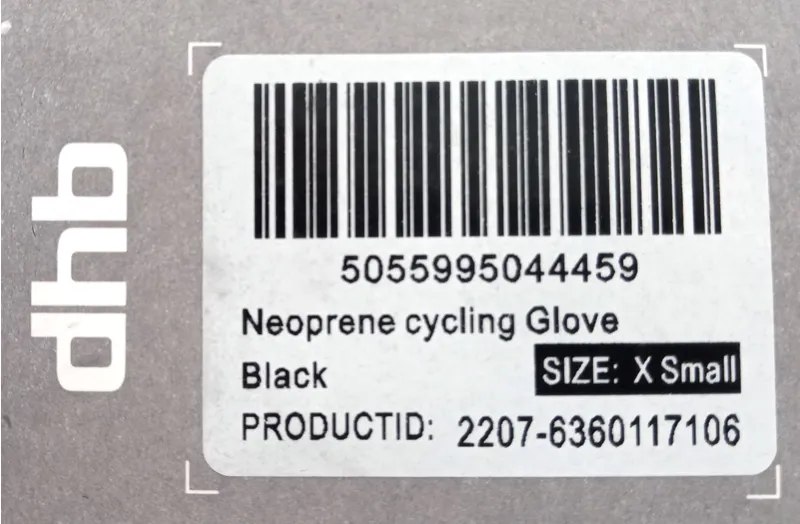 dhb
5055995044459
Neoprene cycling Glove
Black SIZE: X Small
PRODUCTID: 2207-6360117106